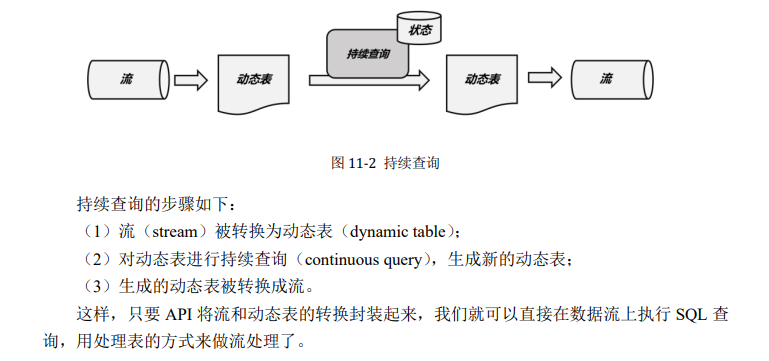 状态
持续查询
流
动态表
动态表
流
图 11-2 持续查询
持续查询的步骤如下：
（1）流（stream）被转换为动态表（dynamic table）；
（2）对动态表进行持续查询（continuous query），生成新的动态表；
（3）生成的动态表被转换成流。
这样，只要 API 将流和动态表的转换封装起来，我们就可以直接在数据流上执行 SQL 查
询，用处理表的方式来做流处理了。